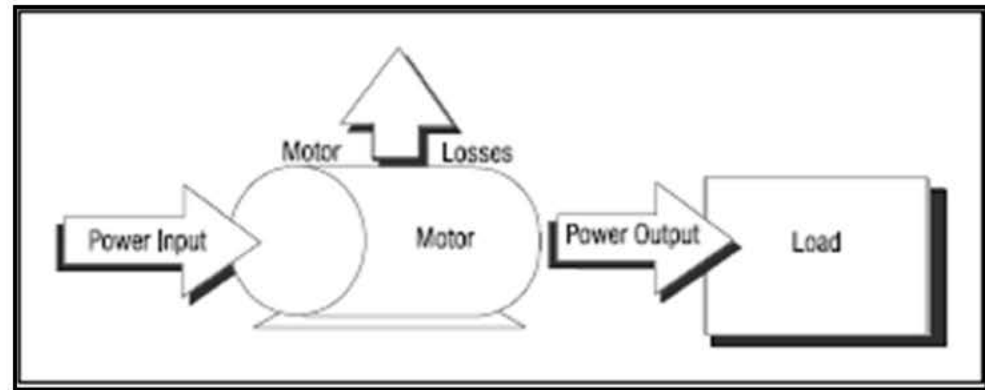 Motor Losses
Power Input
Motor
Power Output
Load